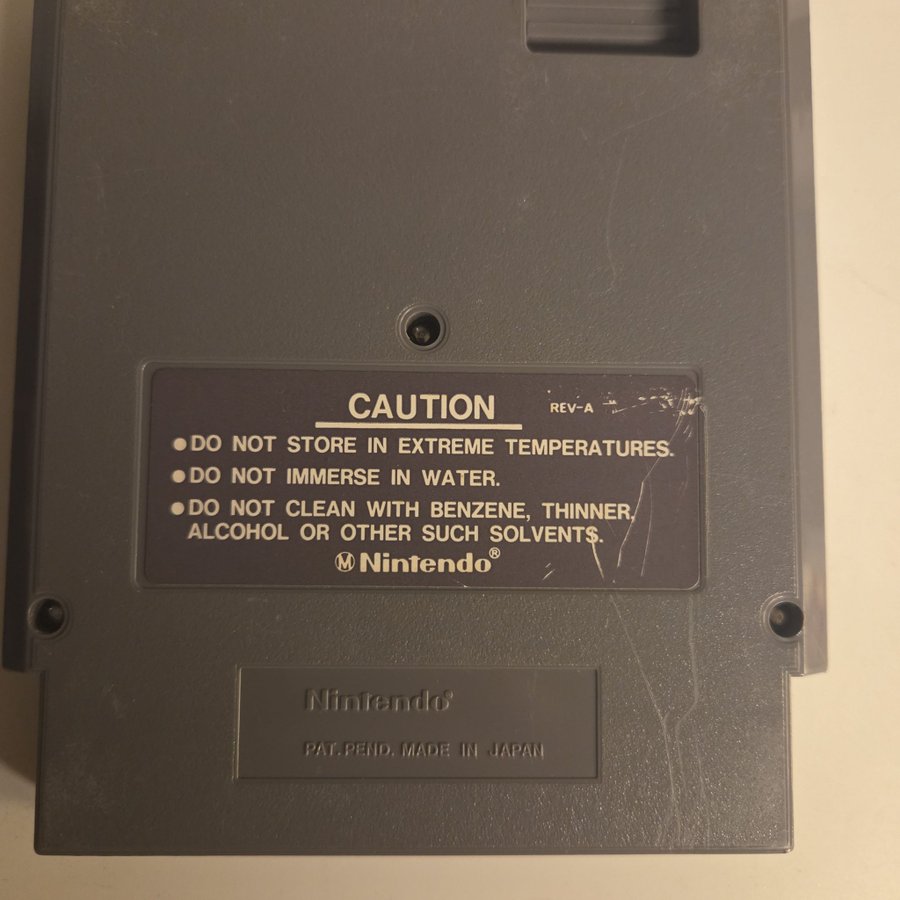 CAUTION REV-A
●DO NOT STORE IN EXTREME TEMPERATURES.
●DO NOT IMMERSE IN WATER.
●DO NOT CLEAN WITH BENZENE, THINNER,
ALCOHOL OR OTHER SUCH SOLVENTS.
Ⓜ Nintendo®
Nintendo®
PAT. PEND. MADE IN JAPAN